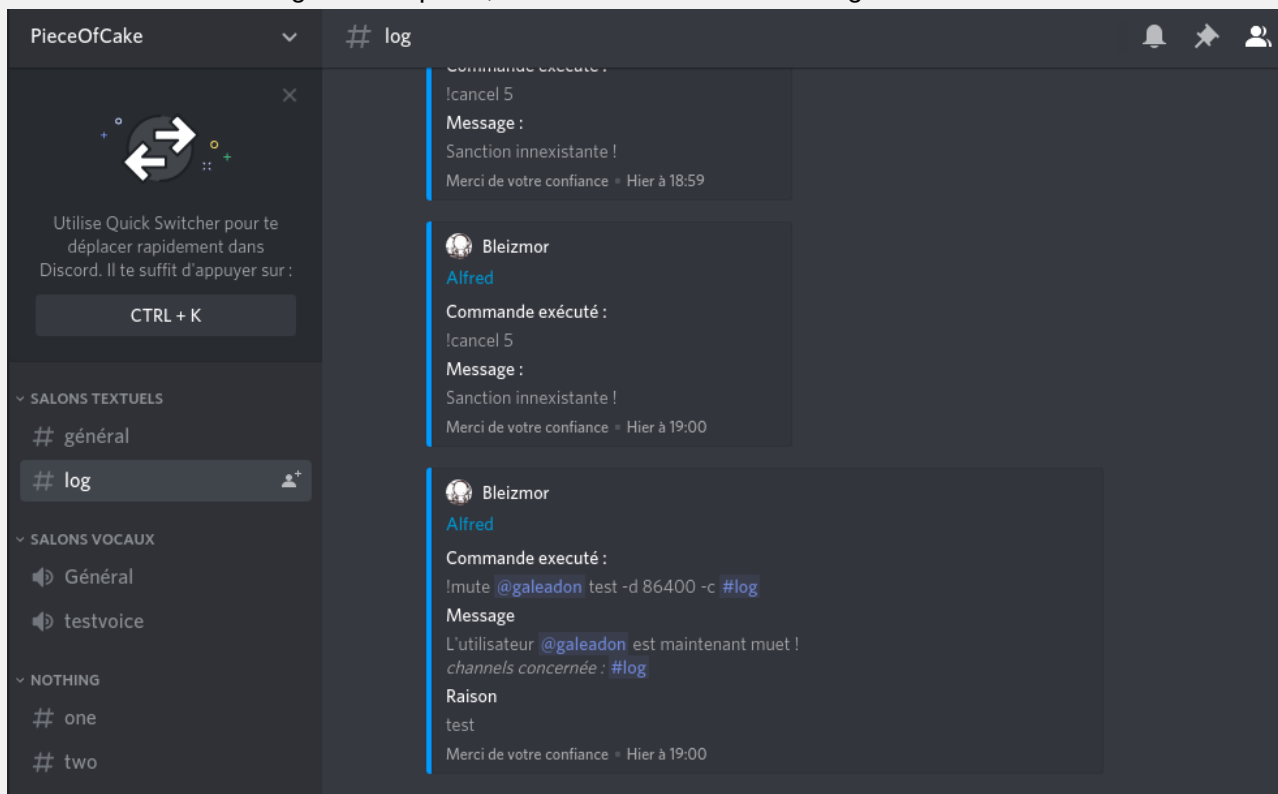 PieceOfCake
Utilise Quick Switcher pour te
déplacer rapidement dans
Discord. Il te suffit d'appuyer sur :
CTRL + K
SALONS TEXTUELS
# général
# log
SALONS VOCAUX
Général
testvoice
NOTHING
# one
# two
# log
Commande executé :
!cancel 5
Message :
Sanction innexistante !
Merci de votre confiance • Hier à 18:59
Bleizmor
Alfred
Commande exécuté :
!cancel 5
Message :
Sanction innexistante !
Merci de votre confiance • Hier à 19:00
Bleizmor
Alfred
Commande executé :
!mute @galeadon test -d 86400 -c #log
Message
L'utilisateur @galeadon est maintenant muet !
channels concernée : #log
Raison
test
Merci de votre confiance • Hier à 19:00